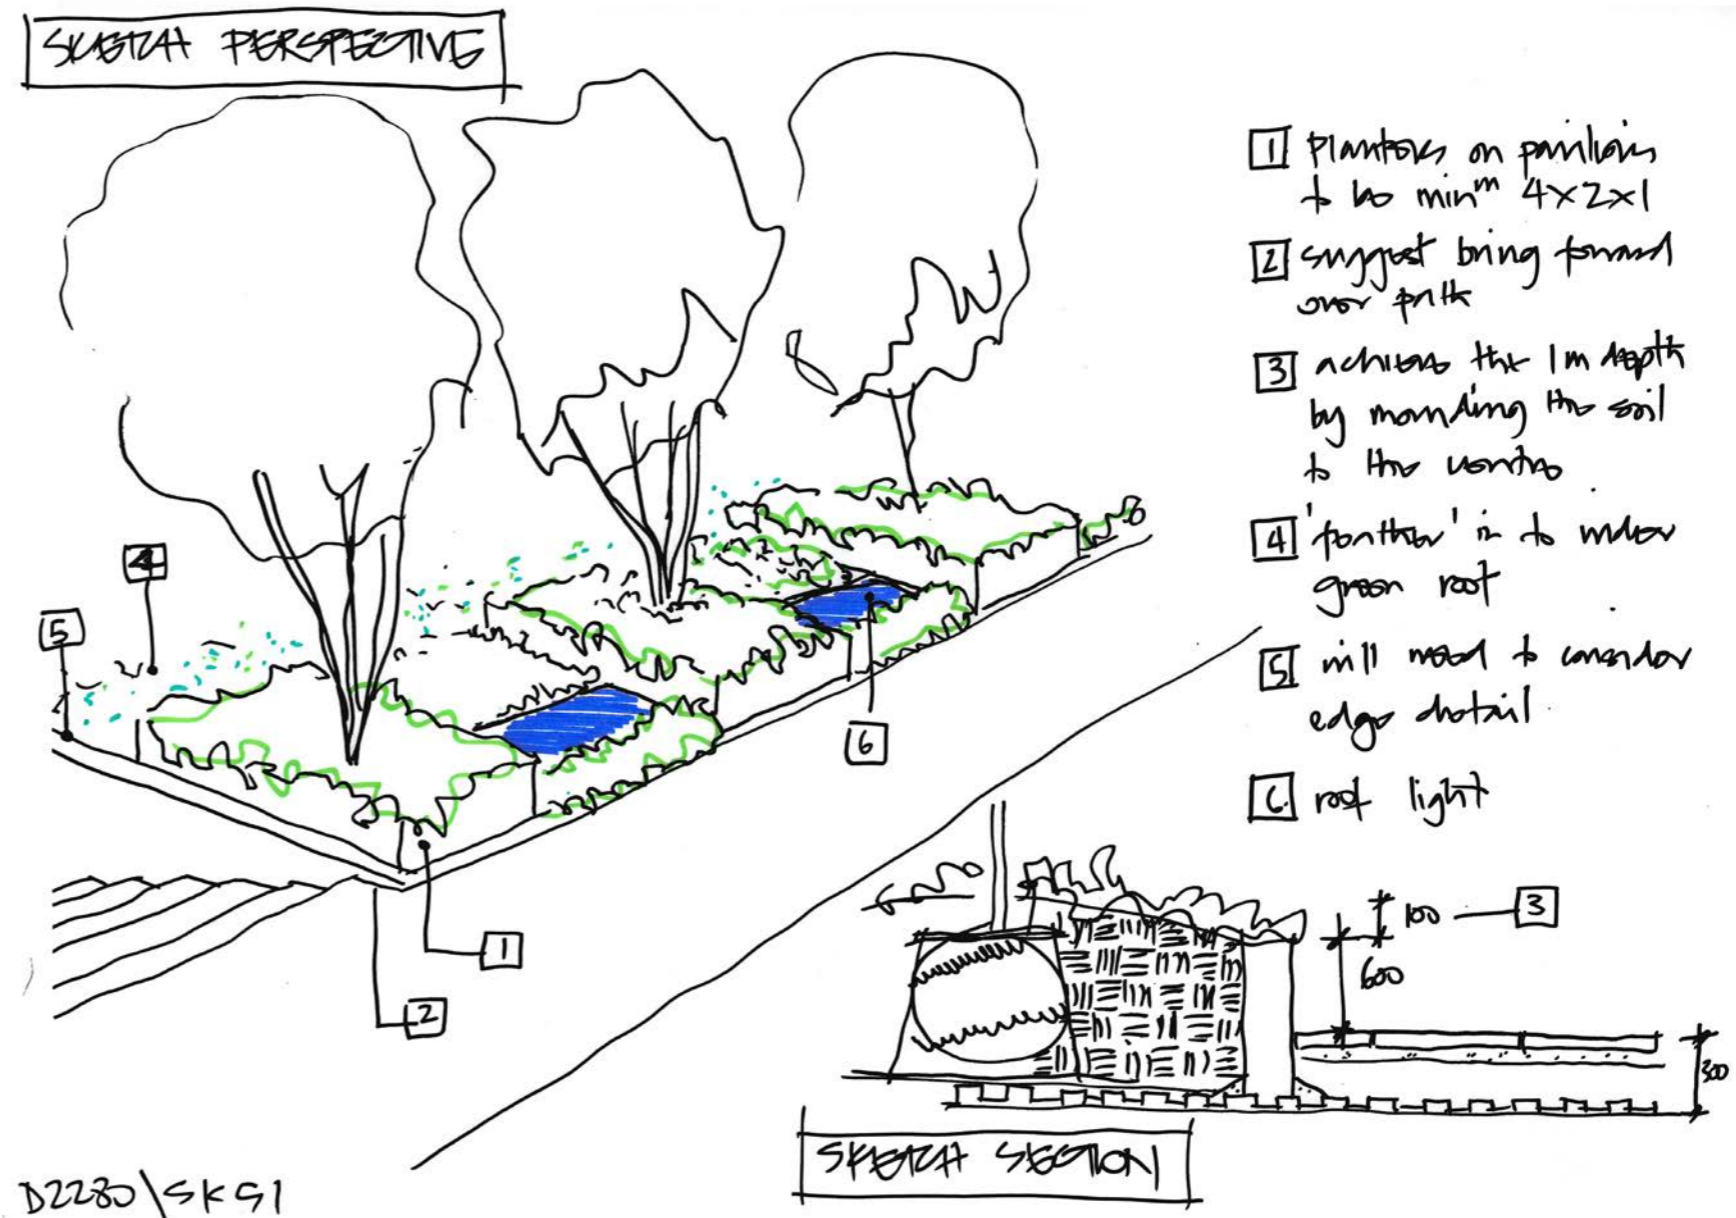 SKETCH PERSPECTIVE
1 planters on pavilions
to be minᵐ 4x2x1
2 suggest bring forward
over path
3 achieve the 1m depth
by mounding the soil
to the centre
4 'further' in to wider
green roof
5 will need to consider
edge detail
6 roof light
4
5
6
1
2
100
3
600
300
SKETCH SECTION
D2280\SK51